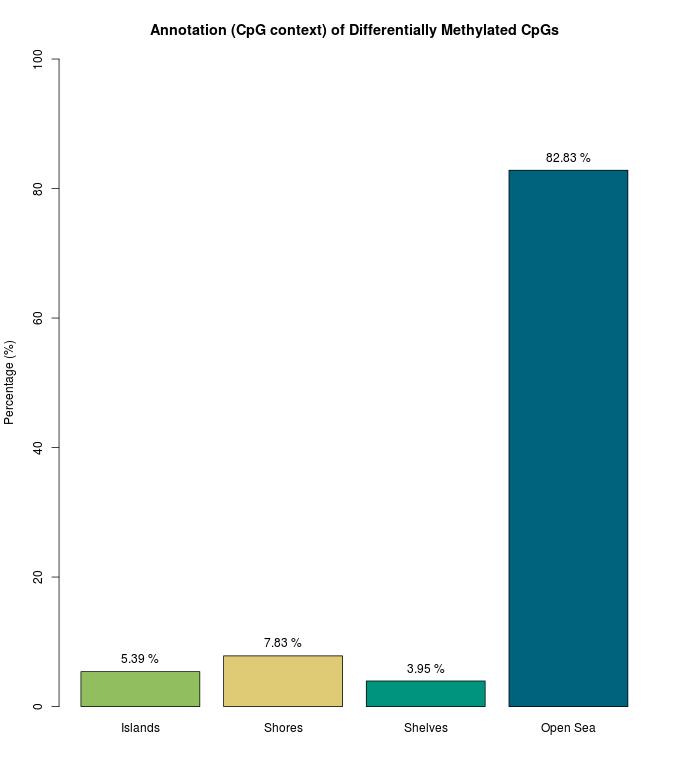 Annotation (CpG context) of Differentially Methylated CpGs
Percentage (%)
100
80
60
40
20
0
5.39 %
7.83 %
3.95 %
82.83 %
Islands
Shores
Shelves
Open Sea